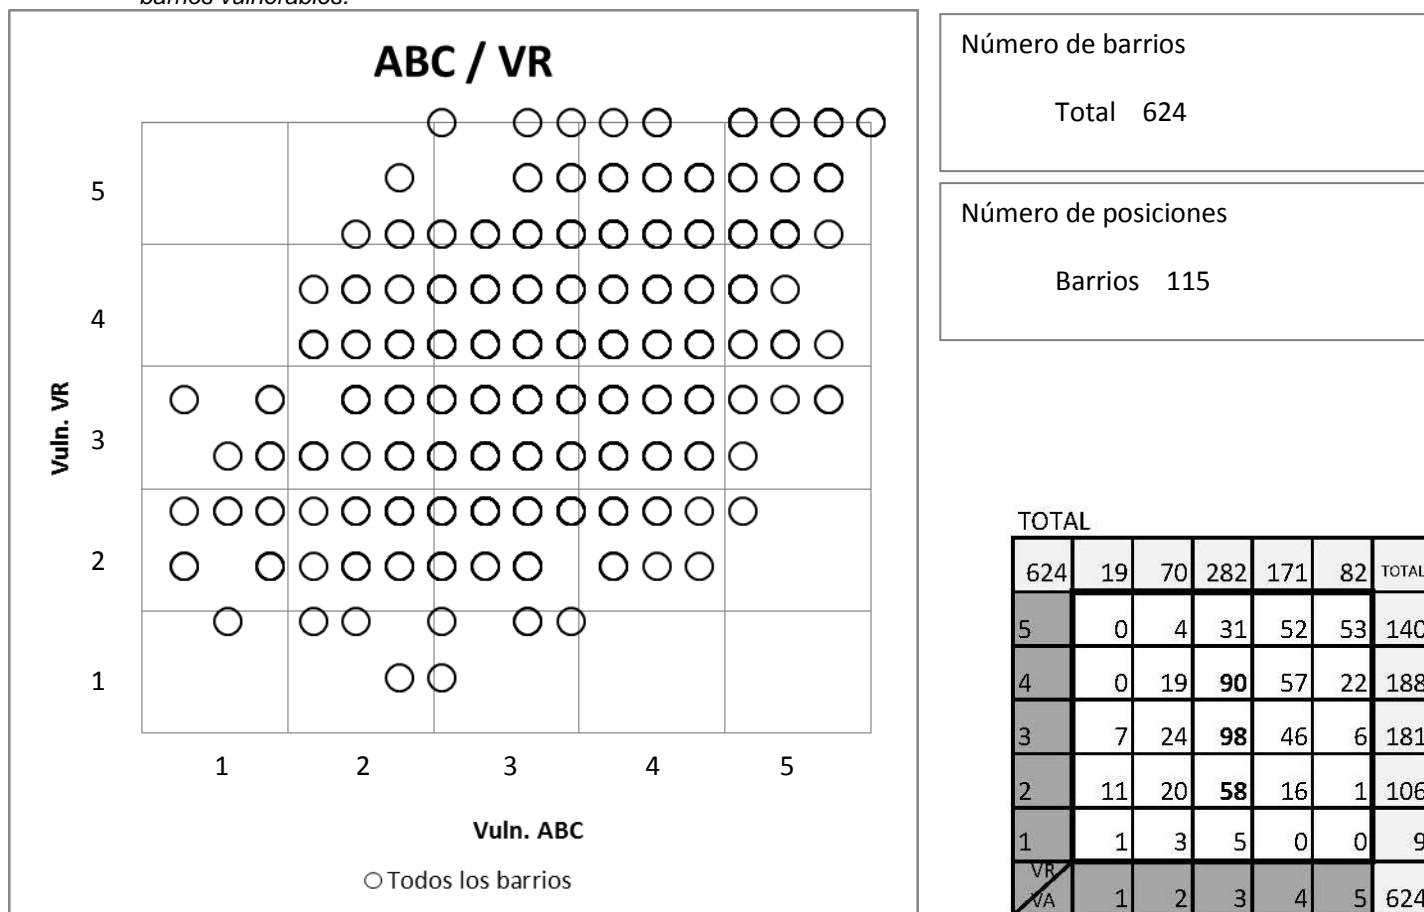 barrios vulnerables.
ABC / VR
5
4
3
2
1
Vuln. VR
1 2 3 4 5
Vuln. ABC
Todos los barrios
Número de barrios
Total 624
Número de posiciones
Barrios 115
TOTAL
624 19 70 282 171 82 TOTAL
5 0 4 31 52 53 140
4 0 19 90 57 22 188
3 7 24 98 46 6 181
2 11 20 58 16 1 106
1 1 3 5 0 0 9
VR
VA 1 2 3 4 5 624